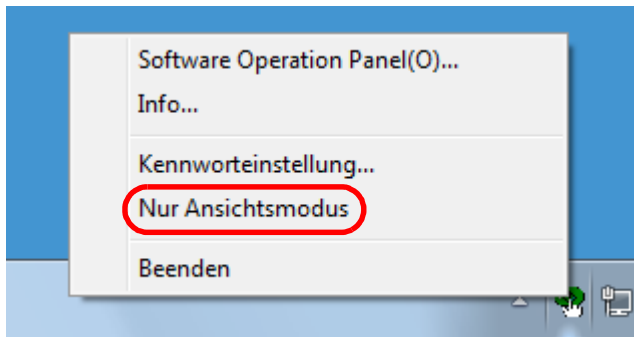 Software Operation Panel(O)...
Info...
Kennworteinstellung...
Nur Ansichtsmodus
Beenden